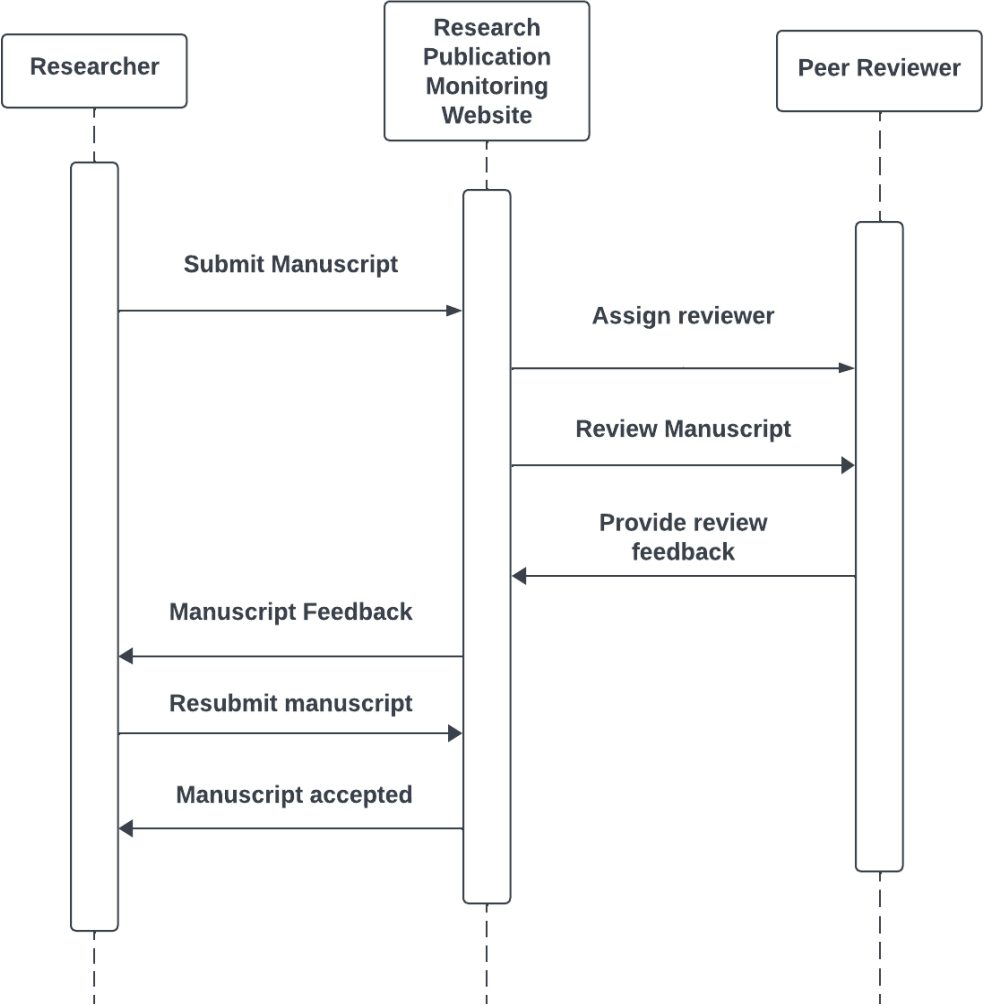 Researcher
Research
Publication
Monitoring
Website
Peer Reviewer
Submit Manuscript
Assign reviewer
Review Manuscript
Provide review
feedback
Manuscript Feedback
Resubmit manuscript
Manuscript accepted